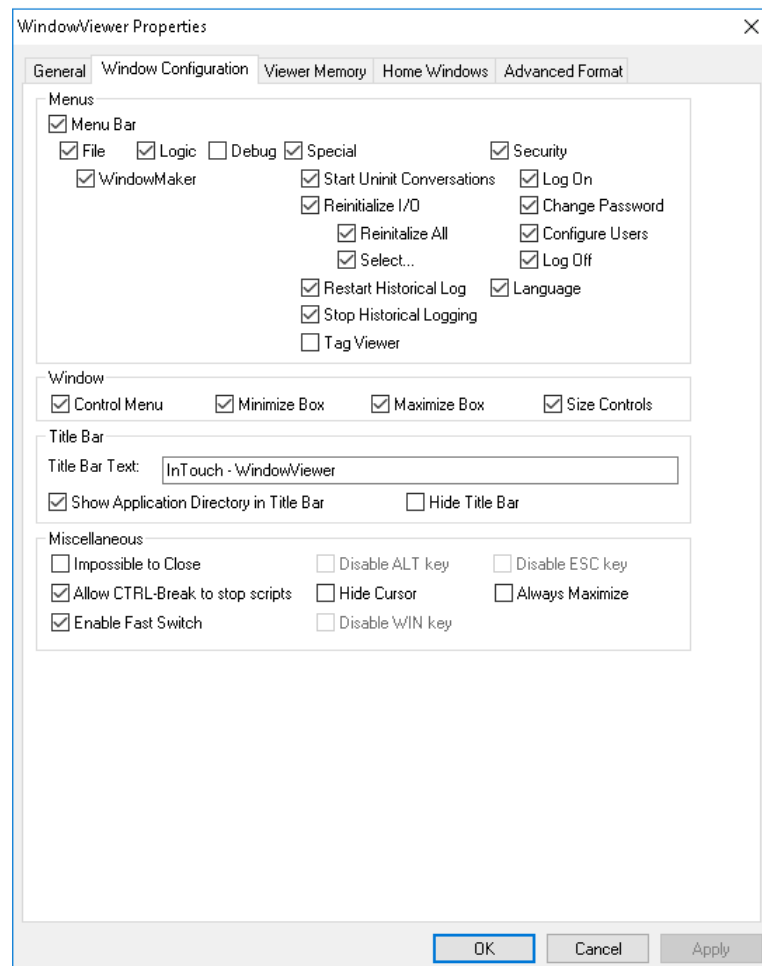 WindowViewer Properties
General Window Configuration Viewer Memory Home Windows Advanced Format
Menus
Menu Bar
File Logic Debug Special Security
WindowMaker Start Uninit Conversations Log On
Reinitialize I/O Change Password
Reinitalize All Configure Users
Select... Log Off
Restart Historical Log Language
Stop Historical Logging
Tag Viewer
Window
Control Menu Minimize Box Maximize Box Size Controls
Title Bar
Title Bar Text: InTouch - WindowViewer
Show Application Directory in Title Bar Hide Title Bar
Miscellaneous
Impossible to Close Disable ALT key Disable ESC key
Allow CTRL-Break to stop scripts Hide Cursor Always Maximize
Enable Fast Switch Disable WIN key
OK Cancel Apply